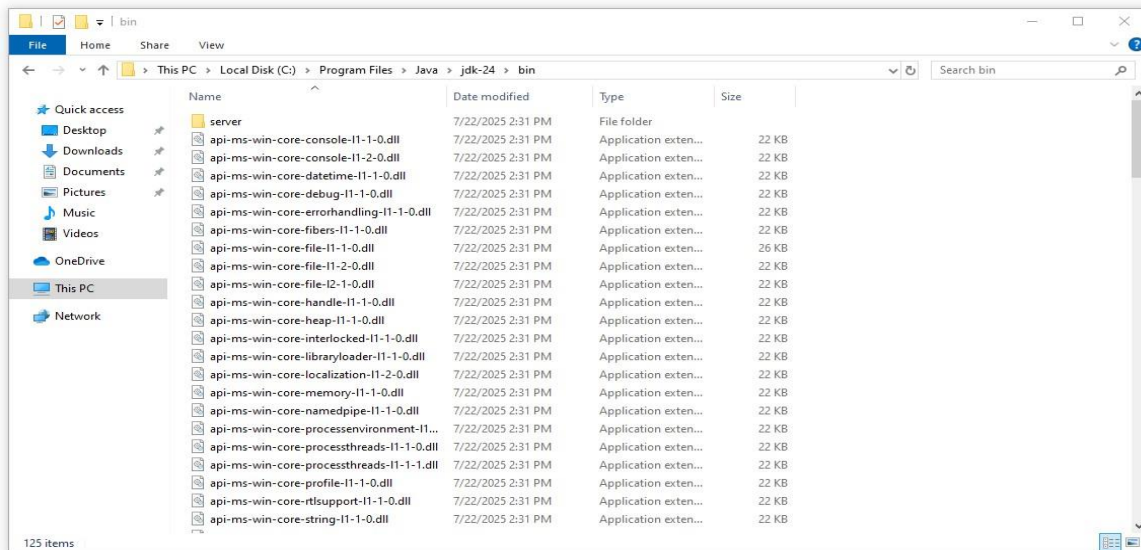 bin
File Home Share View
This PC > Local Disk (C:) > Program Files > Java > jdk-24 > bin
Search bin
Name Date modified Type Size
Quick access
Desktop
Downloads
Documents
Pictures
Music
Videos
OneDrive
This PC
Network
server 7/22/2025 2:31 PM File folder
api-ms-win-core-console-l1-1-0.dll 7/22/2025 2:31 PM Application exten... 22 KB
api-ms-win-core-console-l1-2-0.dll 7/22/2025 2:31 PM Application exten... 22 KB
api-ms-win-core-datetime-l1-1-0.dll 7/22/2025 2:31 PM Application exten... 22 KB
api-ms-win-core-debug-l1-1-0.dll 7/22/2025 2:31 PM Application exten... 22 KB
api-ms-win-core-errorhandling-l1-1-0.dll 7/22/2025 2:31 PM Application exten... 22 KB
api-ms-win-core-fibers-l1-1-0.dll 7/22/2025 2:31 PM Application exten... 22 KB
api-ms-win-core-file-l1-1-0.dll 7/22/2025 2:31 PM Application exten... 26 KB
api-ms-win-core-file-l1-2-0.dll 7/22/2025 2:31 PM Application exten... 22 KB
api-ms-win-core-file-l2-1-0.dll 7/22/2025 2:31 PM Application exten... 22 KB
api-ms-win-core-handle-l1-1-0.dll 7/22/2025 2:31 PM Application exten... 22 KB
api-ms-win-core-heap-l1-1-0.dll 7/22/2025 2:31 PM Application exten... 22 KB
api-ms-win-core-interlocked-l1-1-0.dll 7/22/2025 2:31 PM Application exten... 22 KB
api-ms-win-core-libraryloader-l1-1-0.dll 7/22/2025 2:31 PM Application exten... 22 KB
api-ms-win-core-localization-l1-2-0.dll 7/22/2025 2:31 PM Application exten... 22 KB
api-ms-win-core-memory-l1-1-0.dll 7/22/2025 2:31 PM Application exten... 22 KB
api-ms-win-core-namedpipe-l1-1-0.dll 7/22/2025 2:31 PM Application exten... 22 KB
api-ms-win-core-processenvironment-l1... 7/22/2025 2:31 PM Application exten... 22 KB
api-ms-win-core-processthreads-l1-1-0.dll 7/22/2025 2:31 PM Application exten... 22 KB
api-ms-win-core-processthreads-l1-1-1.dll 7/22/2025 2:31 PM Application exten... 22 KB
api-ms-win-core-profile-l1-1-0.dll 7/22/2025 2:31 PM Application exten... 22 KB
api-ms-win-core-rtlsupport-l1-1-0.dll 7/22/2025 2:31 PM Application exten... 22 KB
api-ms-win-core-string-l1-1-0.dll 7/22/2025 2:31 PM Application exten... 22 KB
125 items